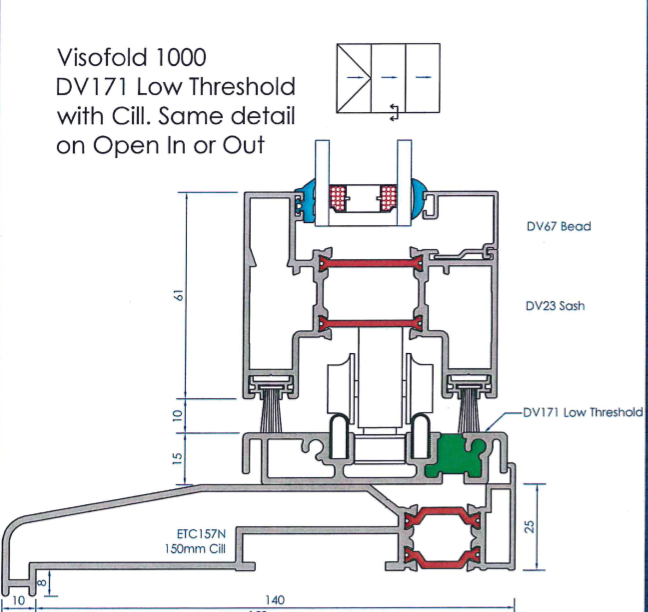 Visofold 1000
DV171 Low Threshold
with Cill. Same detail
on Open In or Out
DV67 Bead
61
DV23 Sash
10
DV171 Low Threshold
15
ETC157N
150mm Cill
25
8
10
140